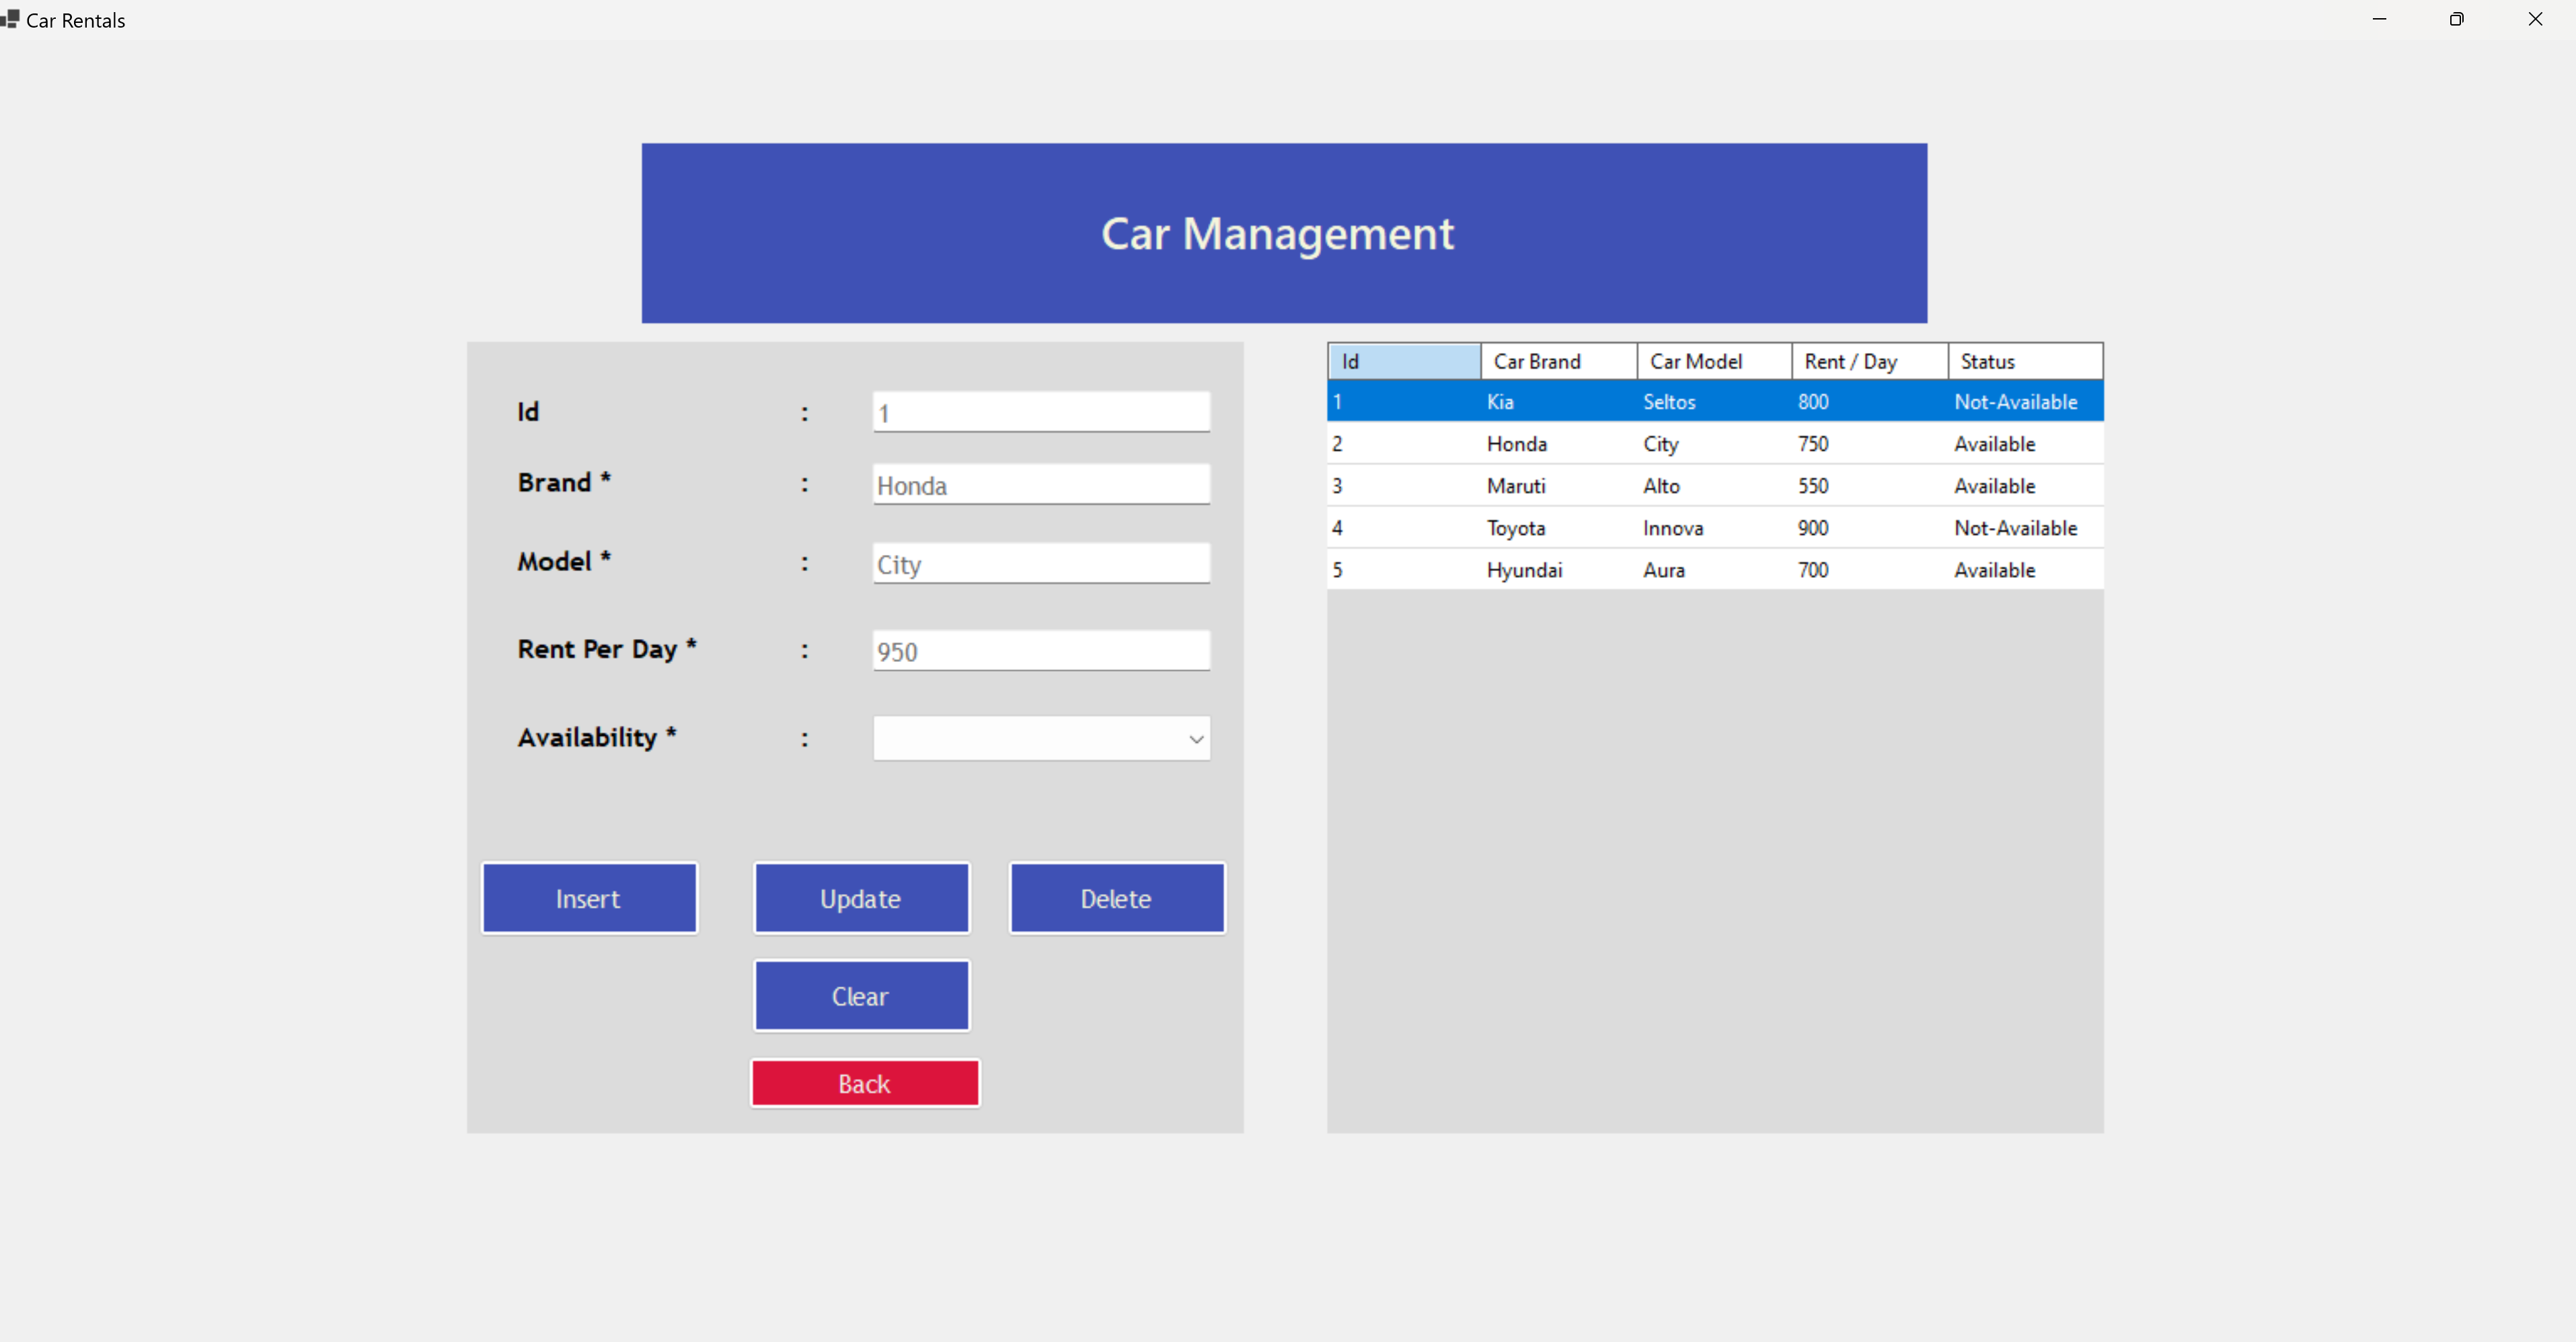 Car Rentals
Car Management
Id : 1
Brand * : Honda
Model * : City
Rent Per Day * : 950
Availability * :
Insert Update Delete
Clear
Back
Id Car Brand Car Model Rent / Day Status
1 Kia Seltos 800 Not-Available
2 Honda City 750 Available
3 Maruti Alto 550 Available
4 Toyota Innova 900 Not-Available
5 Hyundai Aura 700 Available